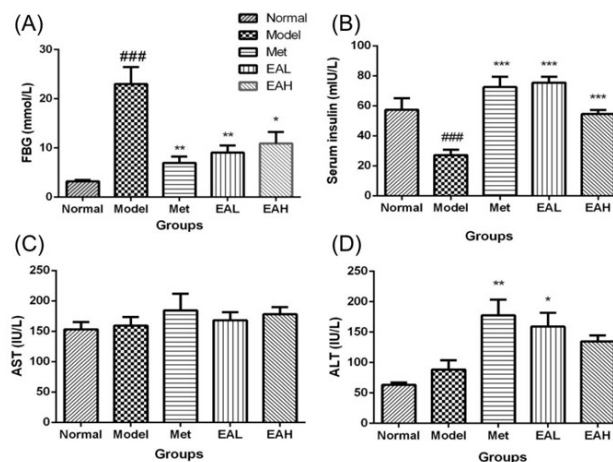 (A)
FBG (mmol/L)
30
20
10
0
###
**
**
*
Normal
Model
Met
EAL
EAH
Normal Model Met EAL EAH
Groups
(B)
Serum insulin (mIU/L)
100
80
60
40
20
0
###
***
***
***
Normal Model Met EAL EAH
Groups
(C)
AST (IU/L)
250
200
150
100
50
0
Normal Model Met EAL EAH
Groups
(D)
ALT (IU/L)
250
200
150
100
50
0
**
*
Normal Model Met EAL EAH
Groups